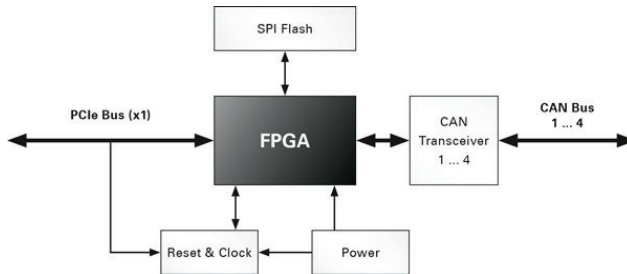 SPI Flash
PCIe Bus (x1)
FPGA
CAN
Transceiver
1 ... 4
CAN Bus
1 ... 4
Reset & Clock
Power